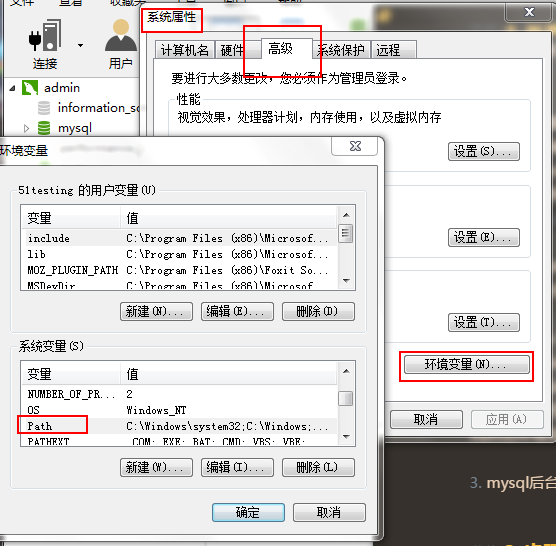 文件 查看 收藏夹
连接
用户
admin
information_sc
mysql
系统属性
计算机名 硬件 高级 系统保护 远程
要进行大多数更改，您必须作为管理员登录。
性能
视觉效果，处理器计划，内存使用，以及虚拟内存
设置(S)...
设置(E)...
设置(T)...
环境变量(N)...
取消 应用(A)
环境变量
51testing 的用户变量(U)
变量 值
include C:\Program Files (x86)\Microsof...
lib C:\Program Files (x86)\Microsof...
MOZ_PLUGIN_PATH C:\Program Files (x86)\Foxit So...
MSDevDir C:\Program Files (x86)\Microsof...
新建(N)... 编辑(E)... 删除(D)
系统变量(S)
变量 值
NUMBER_OF_PR... 2
OS Windows_NT
Path C:\Windows\system32;C:\Windows;...
PATHEXT .COM;.EXE;.BAT;.CMD;.VBS;.VBE;
新建(W)... 编辑(I)... 删除(L)
确定 取消
3. mysql后台